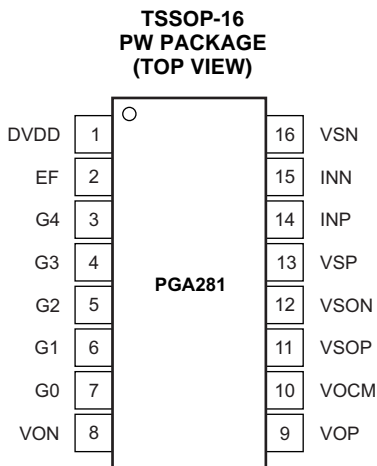 TSSOP-16
PW PACKAGE
(TOP VIEW)
DVDD 1 16 VSN
EF 2 15 INN
G4 3 14 INP
G3 4 13 VSP
PGA281
G2 5 12 VSON
G1 6 11 VSOP
G0 7 10 VOCM
VON 8 9 VOP